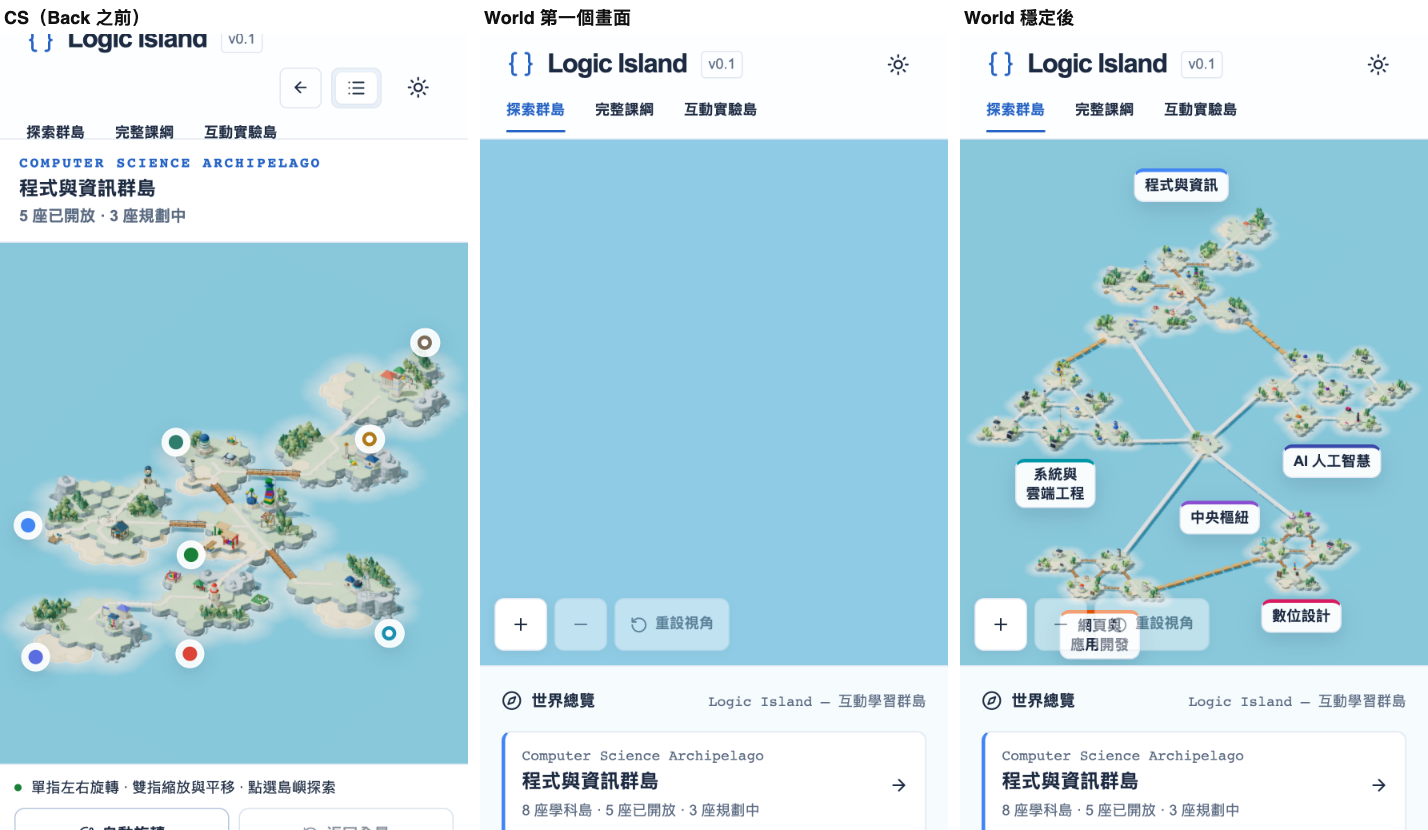 CS（Back 之前）
Logic Island v0.1
探索群島 完整課綱 互動實驗島
COMPUTER SCIENCE ARCHIPELAGO
程式與資訊群島
5 座已開放 · 3 座規劃中
單指左右旋轉 · 雙指縮放與平移 · 點選島嶼探索
自動旋轉
World 第一個畫面
{ } Logic Island v0.1
探索群島 完整課綱 互動實驗島
+ − 重設視角
世界總覽 Logic Island — 互動學習群島
Computer Science Archipelago
程式與資訊群島
8 座學科島 · 5 座已開放 · 3 座規劃中
World 穩定後
{ } Logic Island v0.1
探索群島 完整課綱 互動實驗島
程式與資訊
AI 人工智慧
系統與
雲端工程
中央樞紐
數位設計
網頁與
應用開發
+ − 重設視角
世界總覽 Logic Island — 互動學習群島
Computer Science Archipelago
程式與資訊群島
8 座學科島 · 5 座已開放 · 3 座規劃中